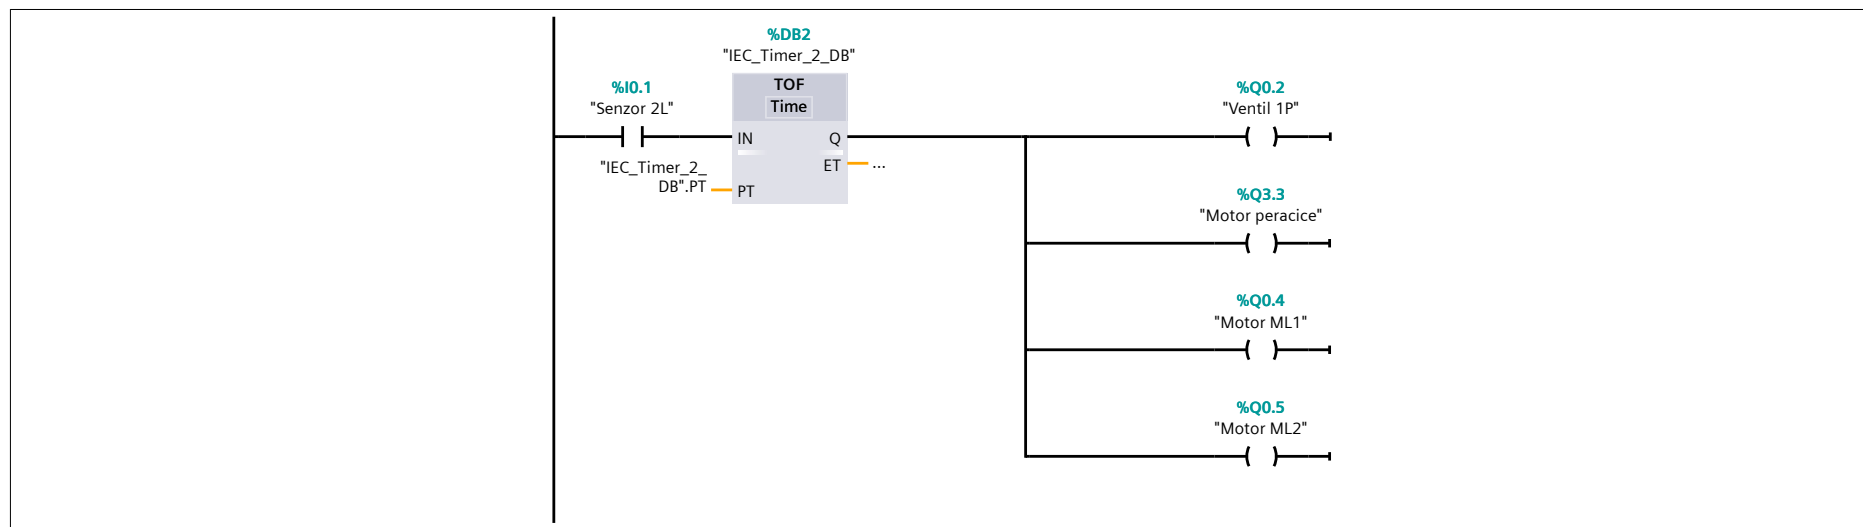 %DB2
"IEC_Timer_2_DB"
TOF
Time
%I0.1
"Senzor 2L"
IN
Q
"IEC_Timer_2_
DB".PT
PT
ET
...
%Q0.2
"Ventil 1P"
%Q3.3
"Motor peracice"
%Q0.4
"Motor ML1"
%Q0.5
"Motor ML2"